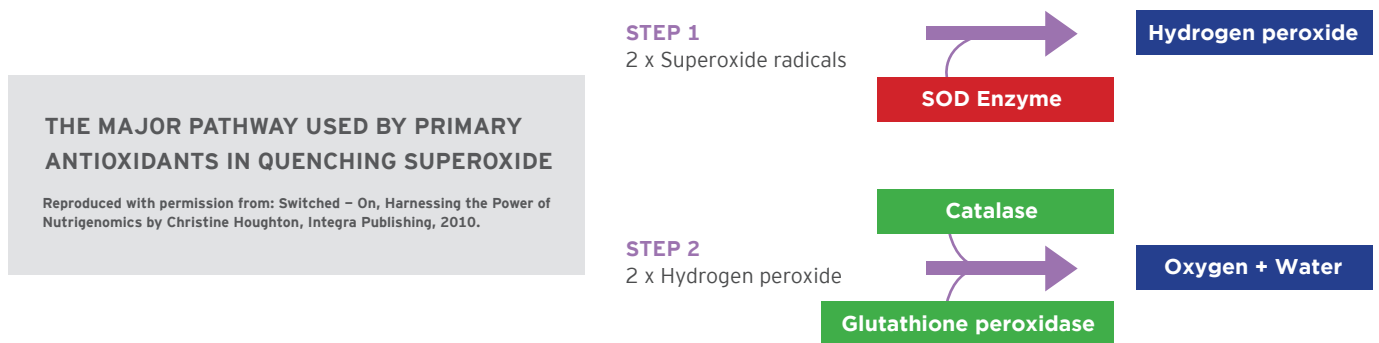 THE MAJOR PATHWAY USED BY PRIMARY
ANTIOXIDANTS IN QUENCHING SUPEROXIDE
Reproduced with permission from: Switched – On, Harnessing the Power of
Nutrigenomics by Christine Houghton, Integra Publishing, 2010.
STEP 1
2 x Superoxide radicals
SOD Enzyme
Hydrogen peroxide
STEP 2
2 x Hydrogen peroxide
Catalase
Glutathione peroxidase
Oxygen + Water